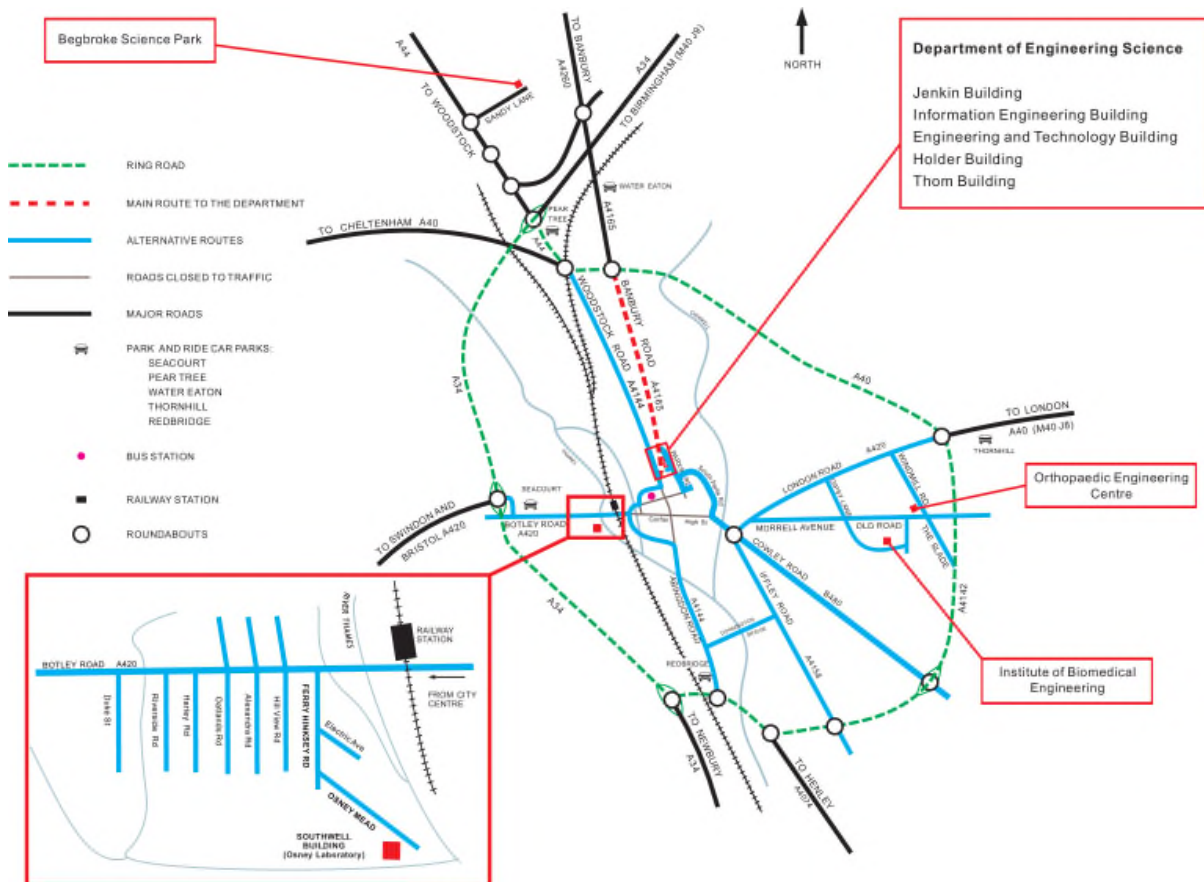 Begbroke Science Park
A44
TO WOODSTOCK
SANDY LANE
TO BANBURY
A4260
A34
TO BIRMINGHAM (M40 J9)
NORTH
Department of Engineering Science
Jenkin Building
Information Engineering Building
Engineering and Technology Building
Holder Building
Thom Building
RING ROAD
MAIN ROUTE TO THE DEPARTMENT
ALTERNATIVE ROUTES
ROADS CLOSED TO TRAFFIC
MAJOR ROADS
PARK AND RIDE CAR PARKS:
SEACOURT
PEAR TREE
WATER EATON
THORNHILL
REDBRIDGE
BUS STATION
RAILWAY STATION
ROUNDABOUTS
WATER EATON
PEAR
TREE
A44
A4165
TO CHELTENHAM A40
WOODSTOCK
ROAD
A4144
BANBURY
ROAD
A4165
A34
A40
TO LONDON
A40 (M40 J8)
THORNHILL
LONDON ROAD
A420
WINDMILL RD
Orthopaedic Engineering
Centre
SEACOURT
BOTLEY ROAD
A420
TO SWINDON AND
BRISTOL A420
South Parks Rd
Carfax
High St
MORRELL AVENUE
OLD ROAD
THE SLADE
COWLEY ROAD
B480
IFFLEY ROAD
A4158
A4142
ABINGDON ROAD
A4144
A34
REDBRIDGE
TO NEWBURY
A34
TO HENLEY
A4074
Institute of Biomedical
Engineering
RIVER THAMES
RAILWAY
STATION
BOTLEY ROAD A420
FROM CITY
CENTRE
Duke St
Riverside Rd
Harley Rd
Oatlands Rd
Alexandra Rd
Hill View Rd
FERRY HINKSEY RD
Electric Ave
OSNEY MEAD
SOUTHWELL
BUILDING
(Osney Laboratory)